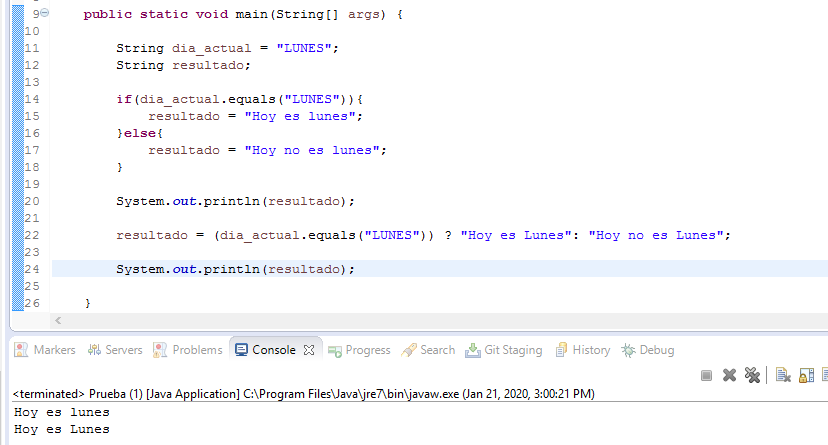 9 public static void main(String[] args) {
10
11 String dia_actual = "LUNES";
12 String resultado;
13
14 if(dia_actual.equals("LUNES")){
15 resultado = "Hoy es lunes";
16 }else{
17 resultado = "Hoy no es lunes";
18 }
19
20 System.out.println(resultado);
21
22 resultado = (dia_actual.equals("LUNES")) ? "Hoy es Lunes": "Hoy no es Lunes";
23
24 System.out.println(resultado);
25
26 }
Markers Servers Problems Console Progress Search Git Staging History Debug
<terminated> Prueba (1) [Java Application] C:\Program Files\Java\jre7\bin\javaw.exe (Jan 21, 2020, 3:00:21 PM)
Hoy es lunes
Hoy es Lunes